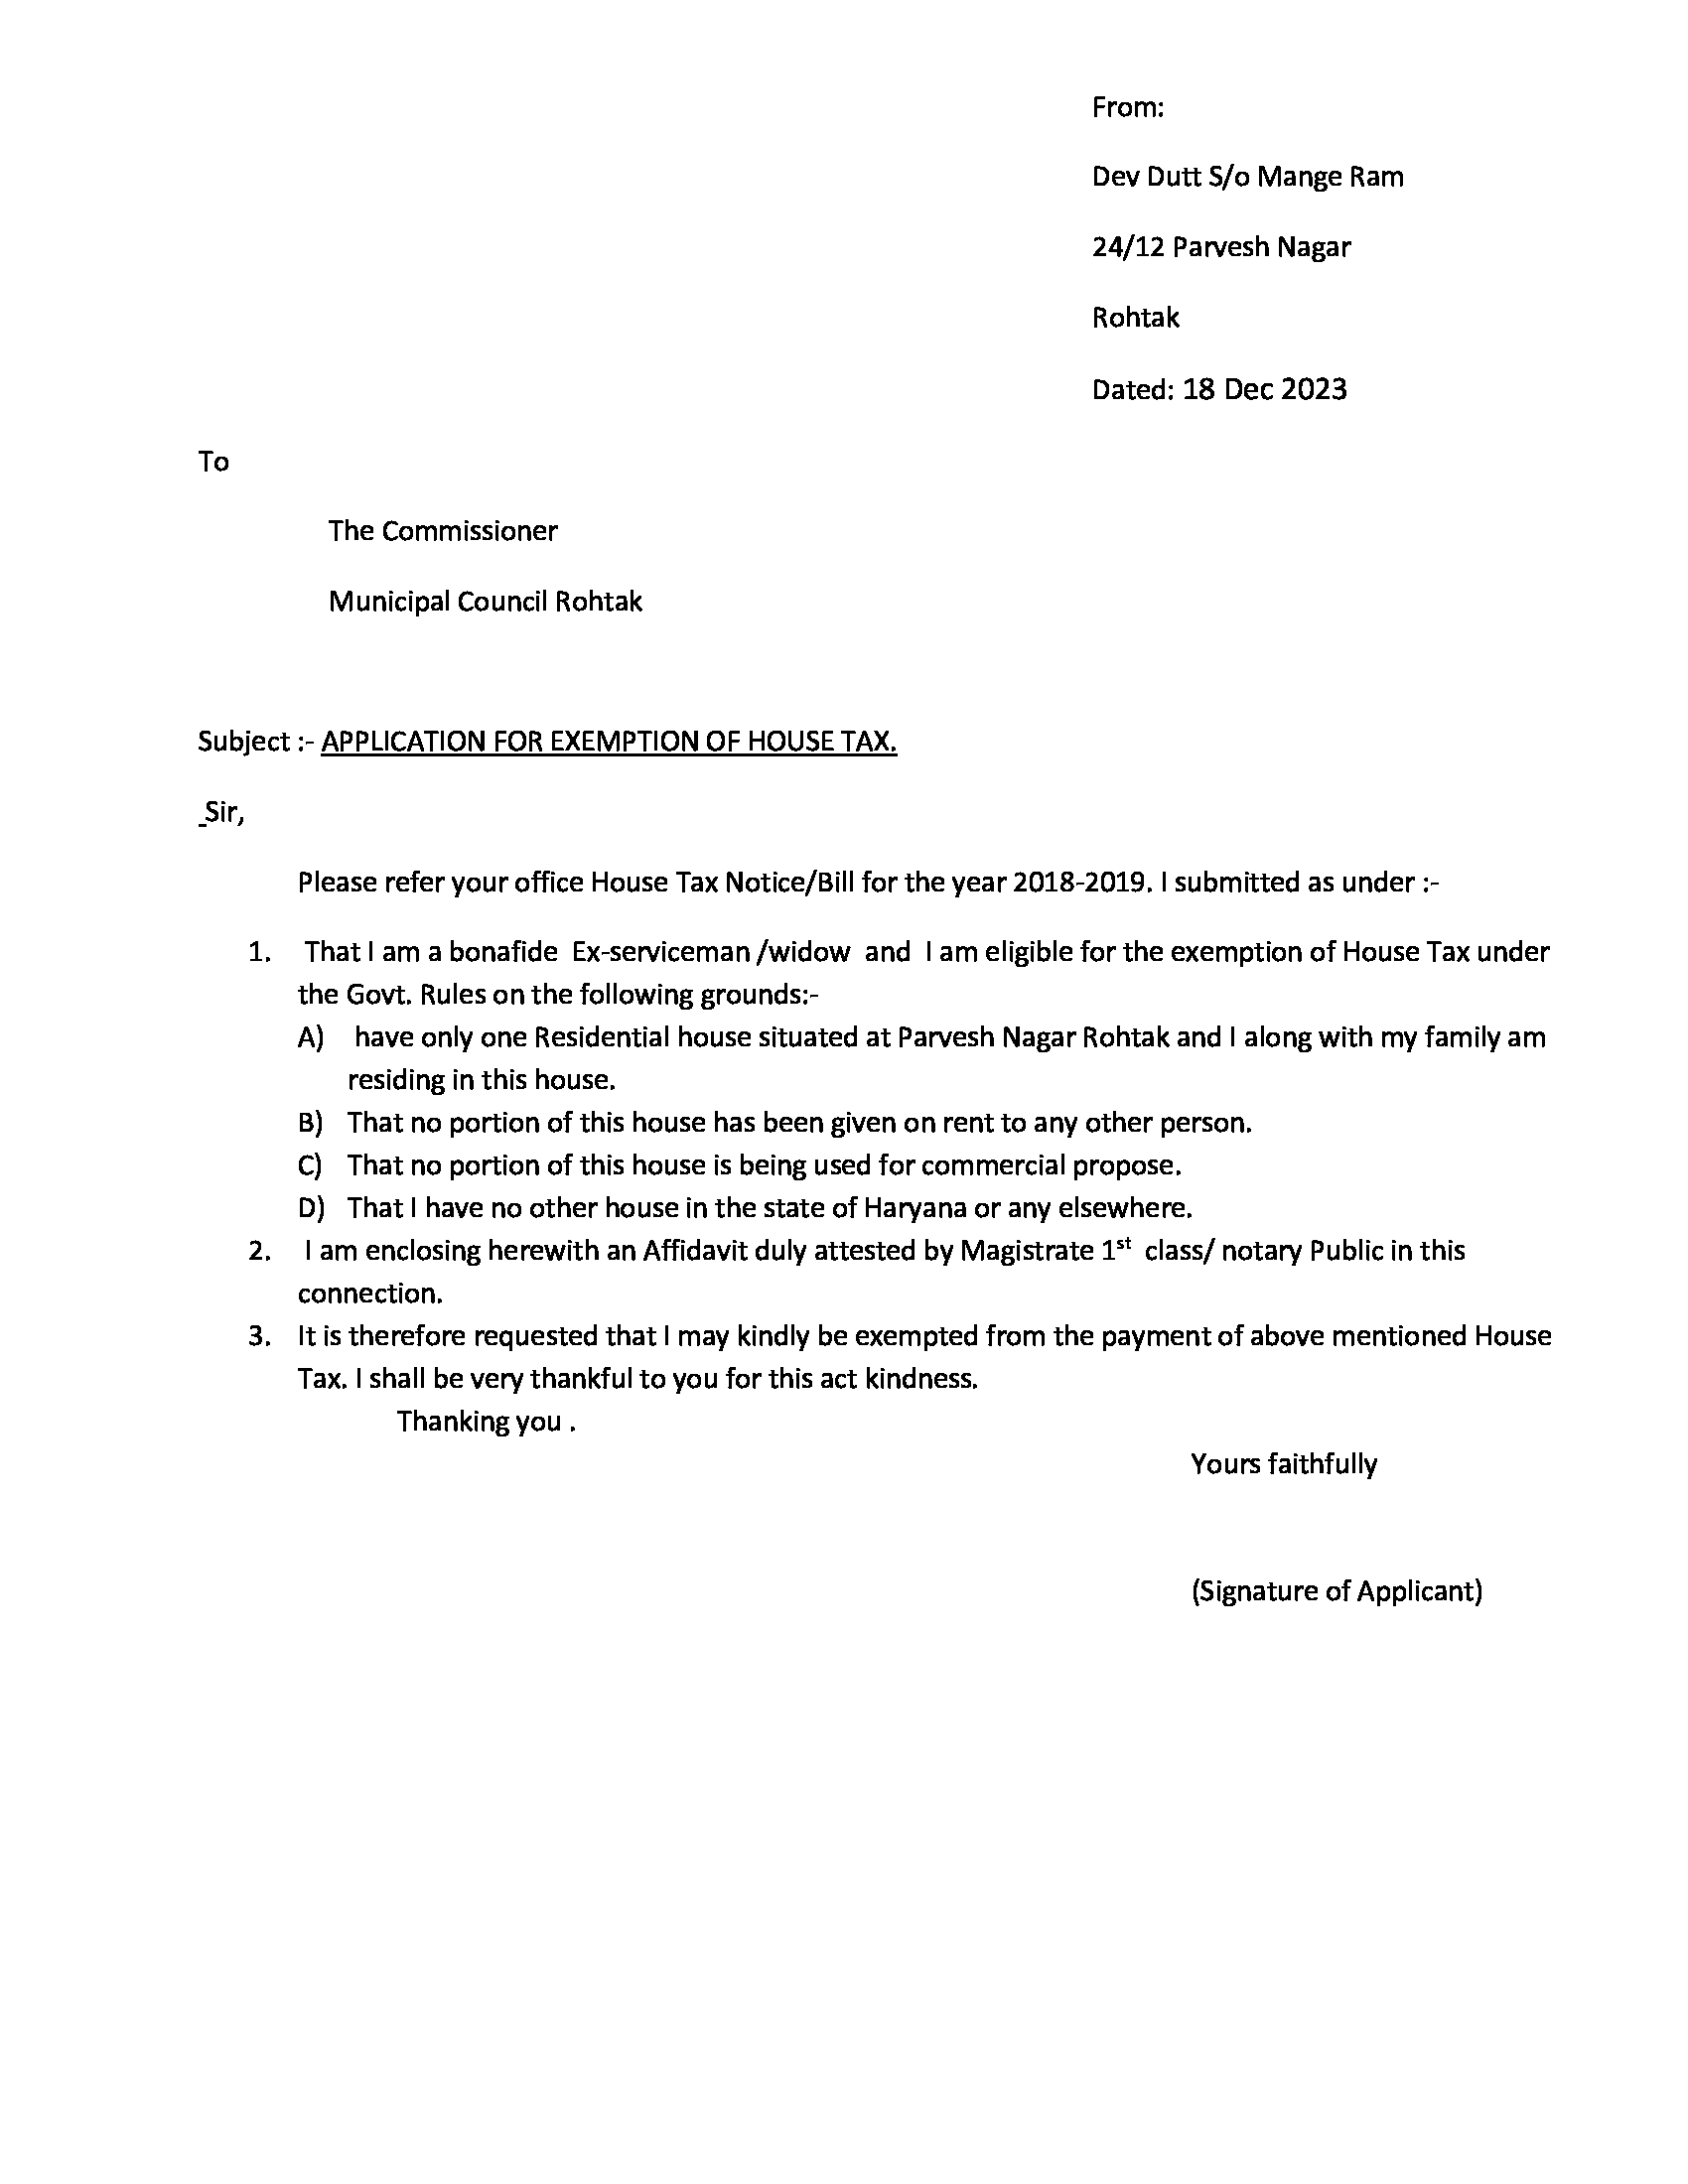 From:
Dev Dutt S/o Mange Ram
24/12 Parvesh Nagar
Rohtak
Dated: 18 Dec 2023
To
The Commissioner
Municipal Council Rohtak
Subject :- APPLICATION FOR EXEMPTION OF HOUSE TAX.
Sir,
Please refer your office House Tax Notice/Bill for the year 2018-2019. I submitted as under :-
1. That I am a bonafide Ex-serviceman /widow and I am eligible for the exemption of House Tax under
the Govt. Rules on the following grounds:-
A) have only one Residential house situated at Parvesh Nagar Rohtak and I along with my family am
residing in this house.
B) That no portion of this house has been given on rent to any other person.
C) That no portion of this house is being used for commercial propose.
D) That I have no other house in the state of Haryana or any elsewhere.
2. I am enclosing herewith an Affidavit duly attested by Magistrate 1st class/ notary Public in this
connection.
3. It is therefore requested that I may kindly be exempted from the payment of above mentioned House
Tax. I shall be very thankful to you for this act kindness.
Thanking you .
Yours faithfully
(Signature of Applicant)